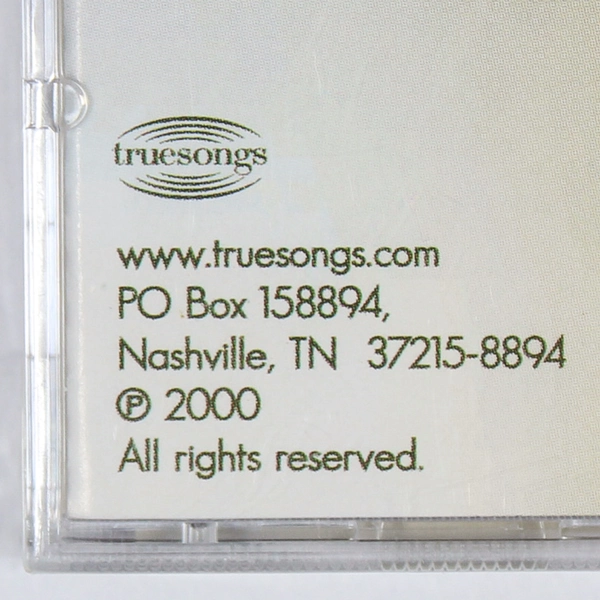 truesongs
www.truesongs.com
PO Box 158894,
Nashville, TN 37215-8894
℗ 2000
All rights reserved.